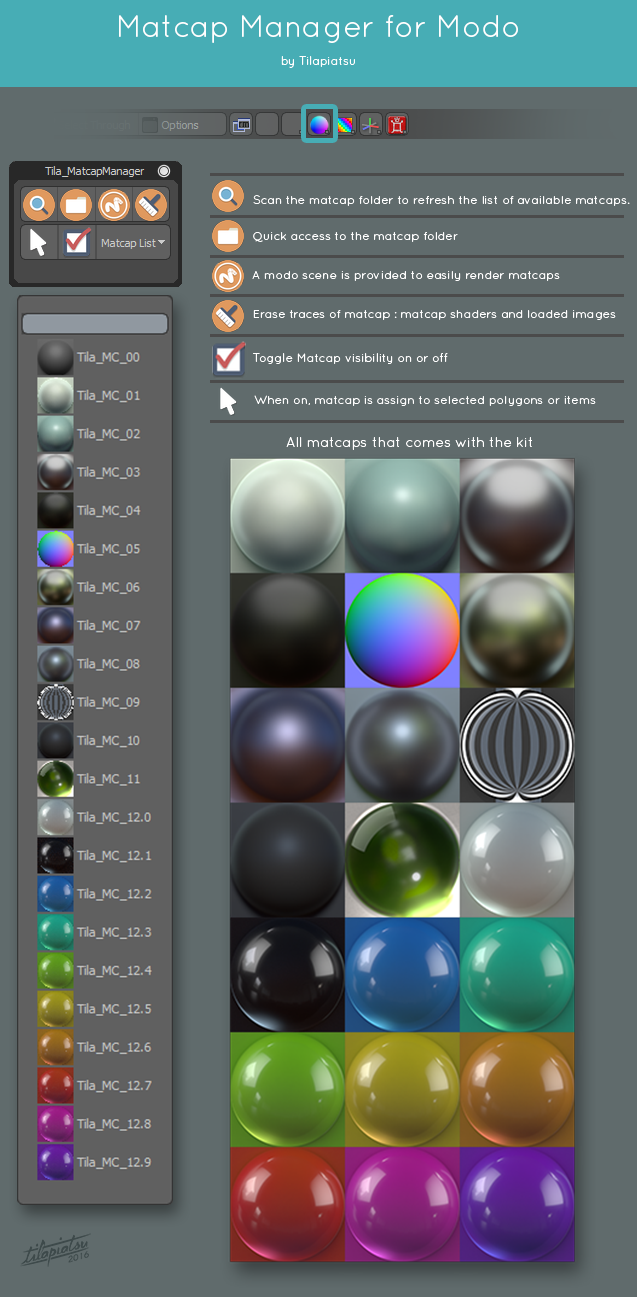 Matcap Manager for Modo
by Tilapiatsu
Options
Tila_MatcapManager
Matcap List
Scan the matcap folder to refresh the list of available matcaps.
Quick access to the matcap folder
A modo scene is provided to easily render matcaps
Erase traces of matcap : matcap shaders and loaded images
Toggle Matcap visibility on or off
When on, matcap is assign to selected polygons or items
Tila_MC_00
Tila_MC_01
Tila_MC_02
Tila_MC_03
Tila_MC_04
Tila_MC_05
Tila_MC_06
Tila_MC_07
Tila_MC_08
Tila_MC_09
Tila_MC_10
Tila_MC_11
Tila_MC_12.0
Tila_MC_12.1
Tila_MC_12.2
Tila_MC_12.3
Tila_MC_12.4
Tila_MC_12.5
Tila_MC_12.6
Tila_MC_12.7
Tila_MC_12.8
Tila_MC_12.9
All matcaps that comes with the kit
tilapiatsu
2016